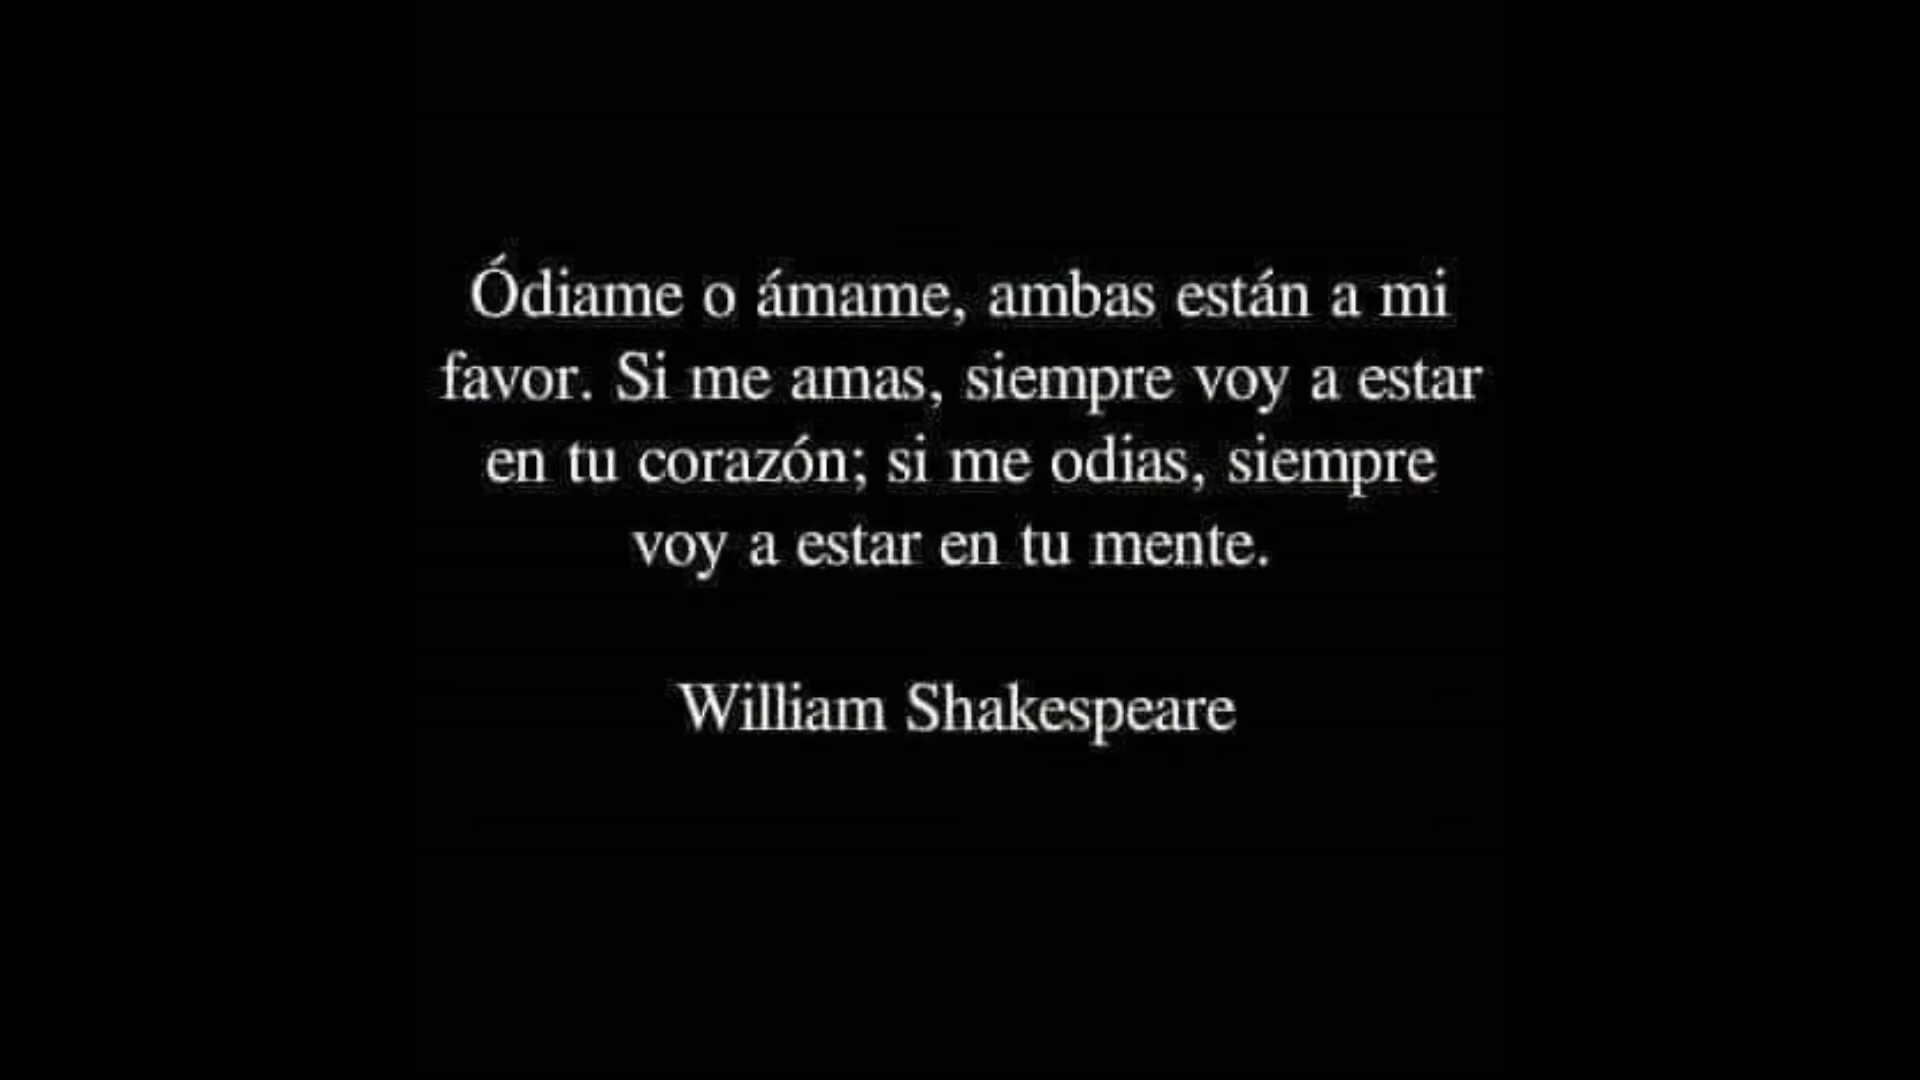 Ódiame o ámame, ambas están a mi
favor. Si me amas, siempre voy a estar
en tu corazón; si me odias, siempre
voy a estar en tu mente.
William Shakespeare